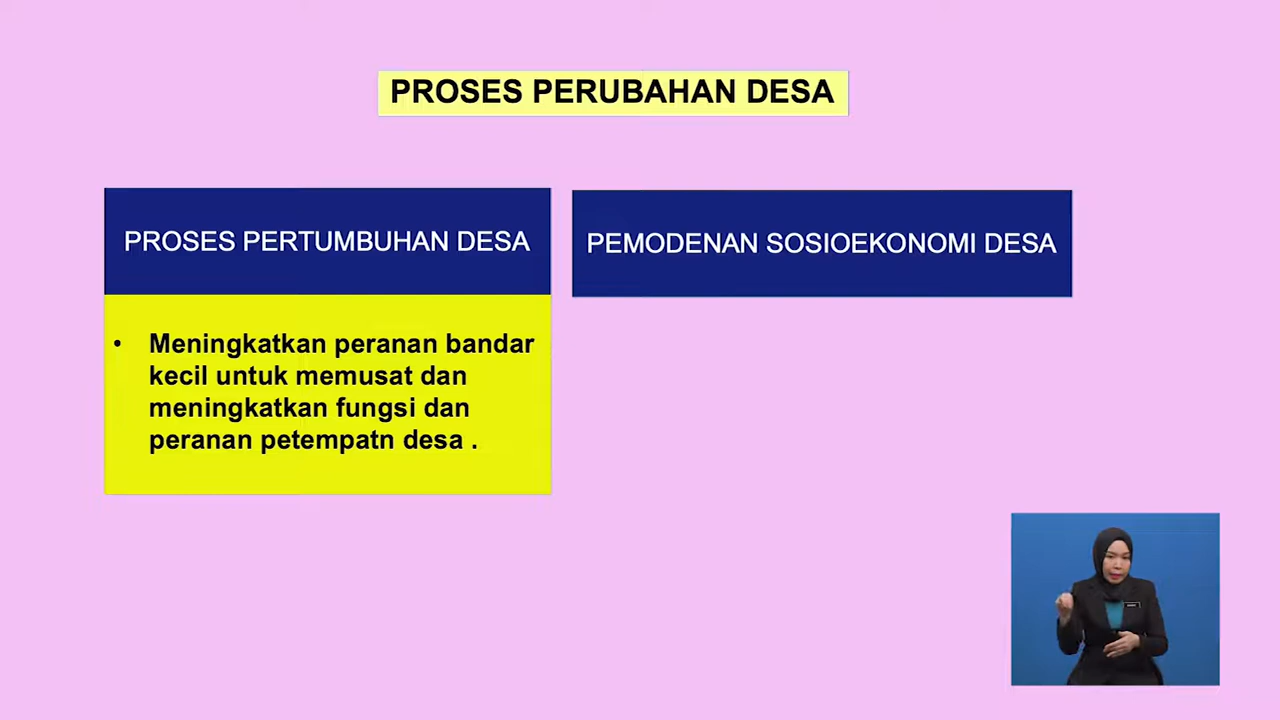 PROSES PERUBAHAN DESA
PROSES PERTUMBUHAN DESA
PEMODENAN SOSIOEKONOMI DESA
• Meningkatkan peranan bandar
kecil untuk memusat dan
meningkatkan fungsi dan
peranan petempatn desa .